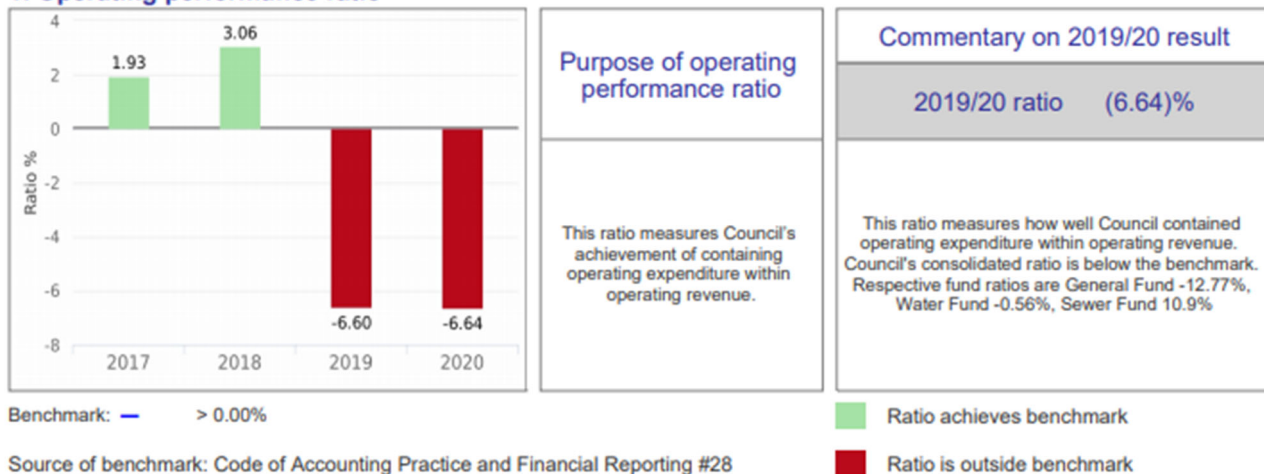 4
2
0
-2
-4
-6
-8
Ratio %
1.93
3.06
-6.60
-6.64
2017
2018
2019
2020
Purpose of operating
performance ratio
This ratio measures Council's
achievement of containing
operating expenditure within
operating revenue.
Commentary on 2019/20 result
2019/20 ratio (6.64)%
This ratio measures how well Council contained
operating expenditure within operating revenue.
Council's consolidated ratio is below the benchmark.
Respective fund ratios are General Fund -12.77%,
Water Fund -0.56%, Sewer Fund 10.9%
Benchmark: > 0.00%
Source of benchmark: Code of Accounting Practice and Financial Reporting #28
Ratio achieves benchmark
Ratio is outside benchmark